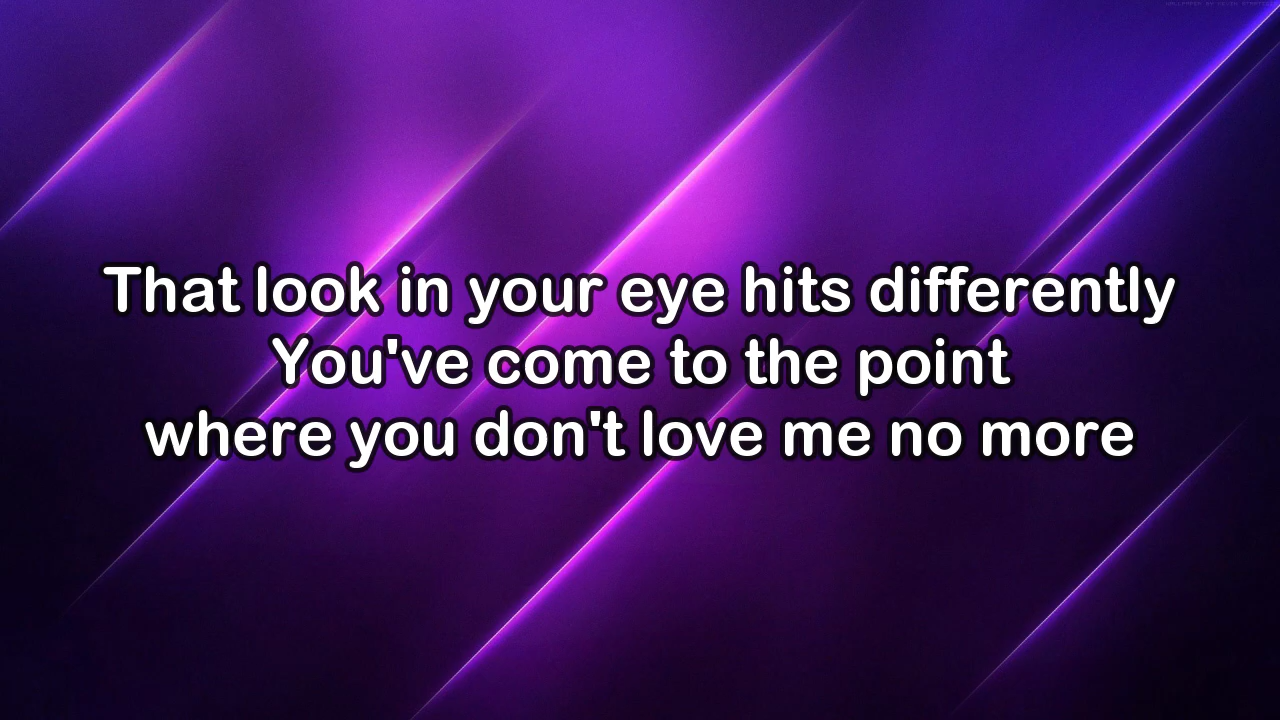 That look in your eye hits differently
You've come to the point
where you don't love me no more